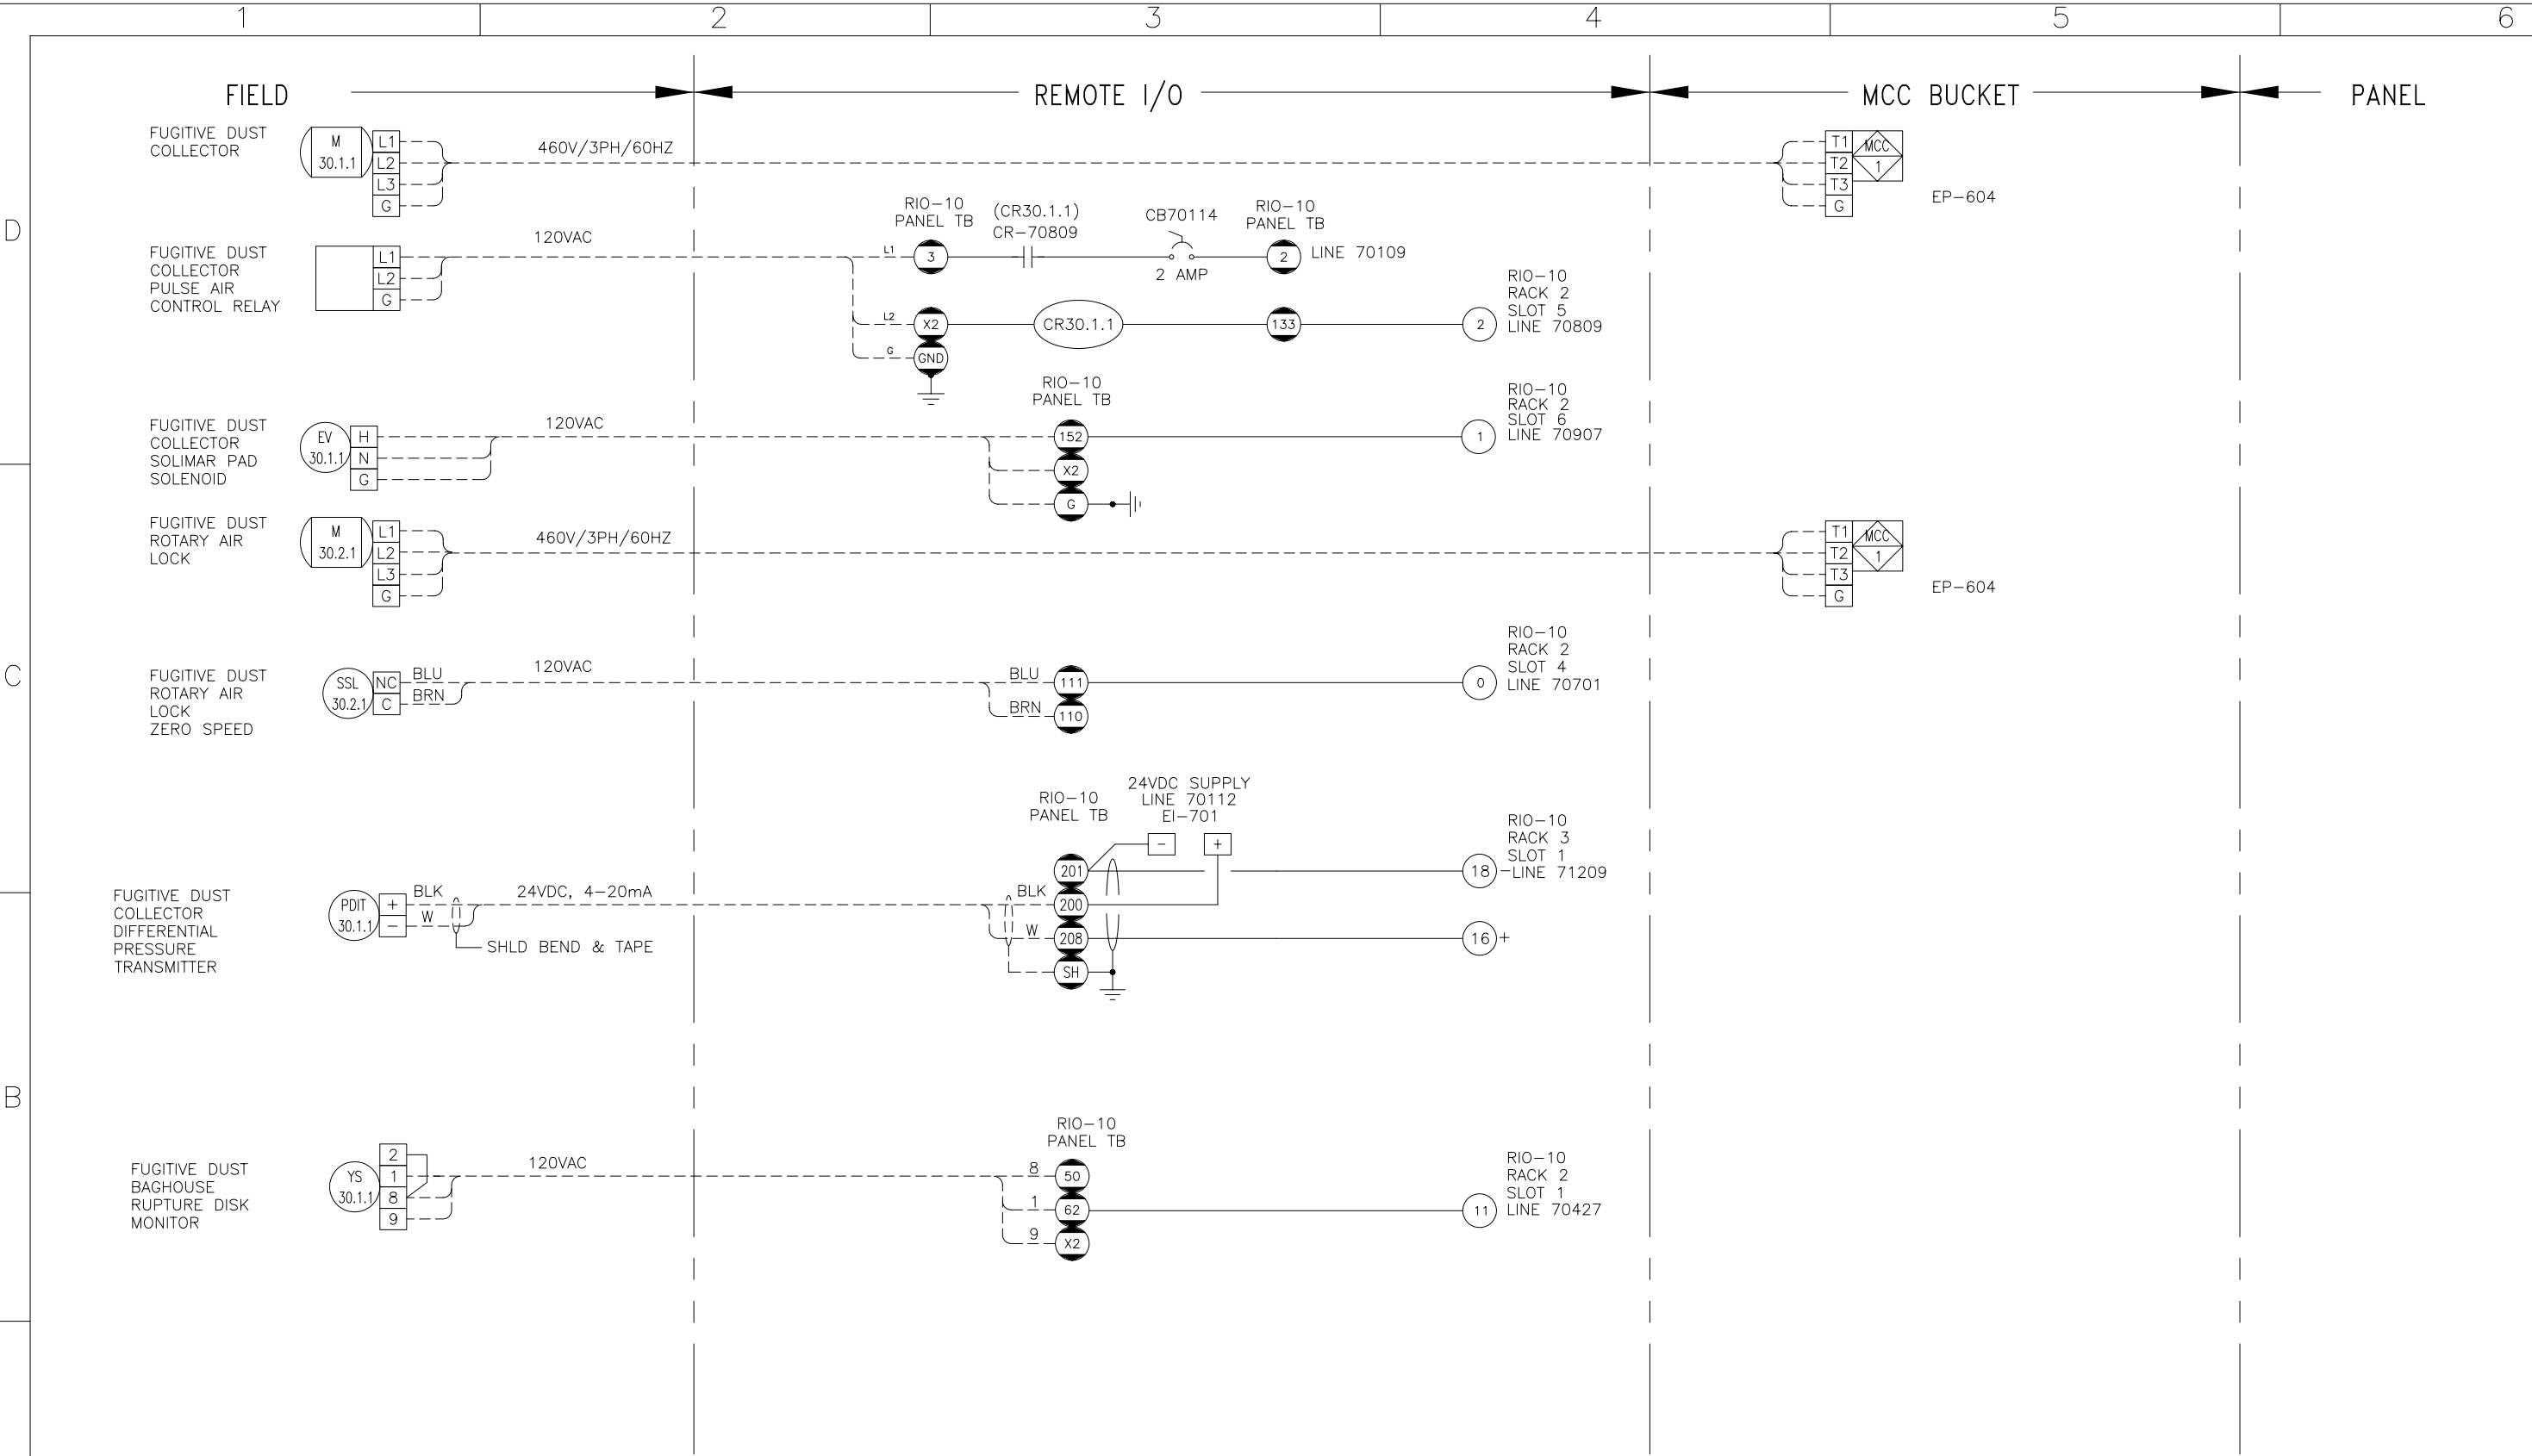 1 2 3 4 5 6
FIELD REMOTE I/O MCC BUCKET PANEL
D
C
B
FUGITIVE DUST
COLLECTOR
M
30.1.1
L1
L2
L3
G
460V/3PH/60HZ
T1
T2
T3
G
MCC
1
EP-604
FUGITIVE DUST
COLLECTOR
PULSE AIR
CONTROL RELAY
L1
L2
G
120VAC
L1
L2
G
RIO-10
PANEL TB
3
(CR30.1.1)
CR-70809
CB70114
2 AMP
RIO-10
PANEL TB
2
LINE 70109
X2
GND
CR30.1.1
133
2
RIO-10
RACK 2
SLOT 5
LINE 70809
FUGITIVE DUST
COLLECTOR
SOLIMAR PAD
SOLENOID
EV
30.1.1
H
N
G
120VAC
RIO-10
PANEL TB
152
X2
G
1
RIO-10
RACK 2
SLOT 6
LINE 70907
FUGITIVE DUST
ROTARY AIR
LOCK
M
30.2.1
L1
L2
L3
G
460V/3PH/60HZ
T1
T2
T3
G
MCC
1
EP-604
FUGITIVE DUST
ROTARY AIR
LOCK
ZERO SPEED
SSL
30.2.1
NC
C
BLU
BRN
120VAC
BLU
BRN
111
110
0
RIO-10
RACK 2
SLOT 4
LINE 70701
FUGITIVE DUST
COLLECTOR
DIFFERENTIAL
PRESSURE
TRANSMITTER
PDIT
30.1.1
+
-
BLK
W
24VDC, 4-20mA
SHLD BEND & TAPE
RIO-10
PANEL TB
24VDC SUPPLY
LINE 70112
EI-701
-
+
BLK
W
201
200
208
SH
18
-
16
+
RIO-10
RACK 3
SLOT 1
LINE 71209
FUGITIVE DUST
BAGHOUSE
RUPTURE DISK
MONITOR
YS
30.1.1
2
1
8
9
120VAC
RIO-10
PANEL TB
8
1
9
50
62
X2
11
RIO-10
RACK 2
SLOT 1
LINE 70427